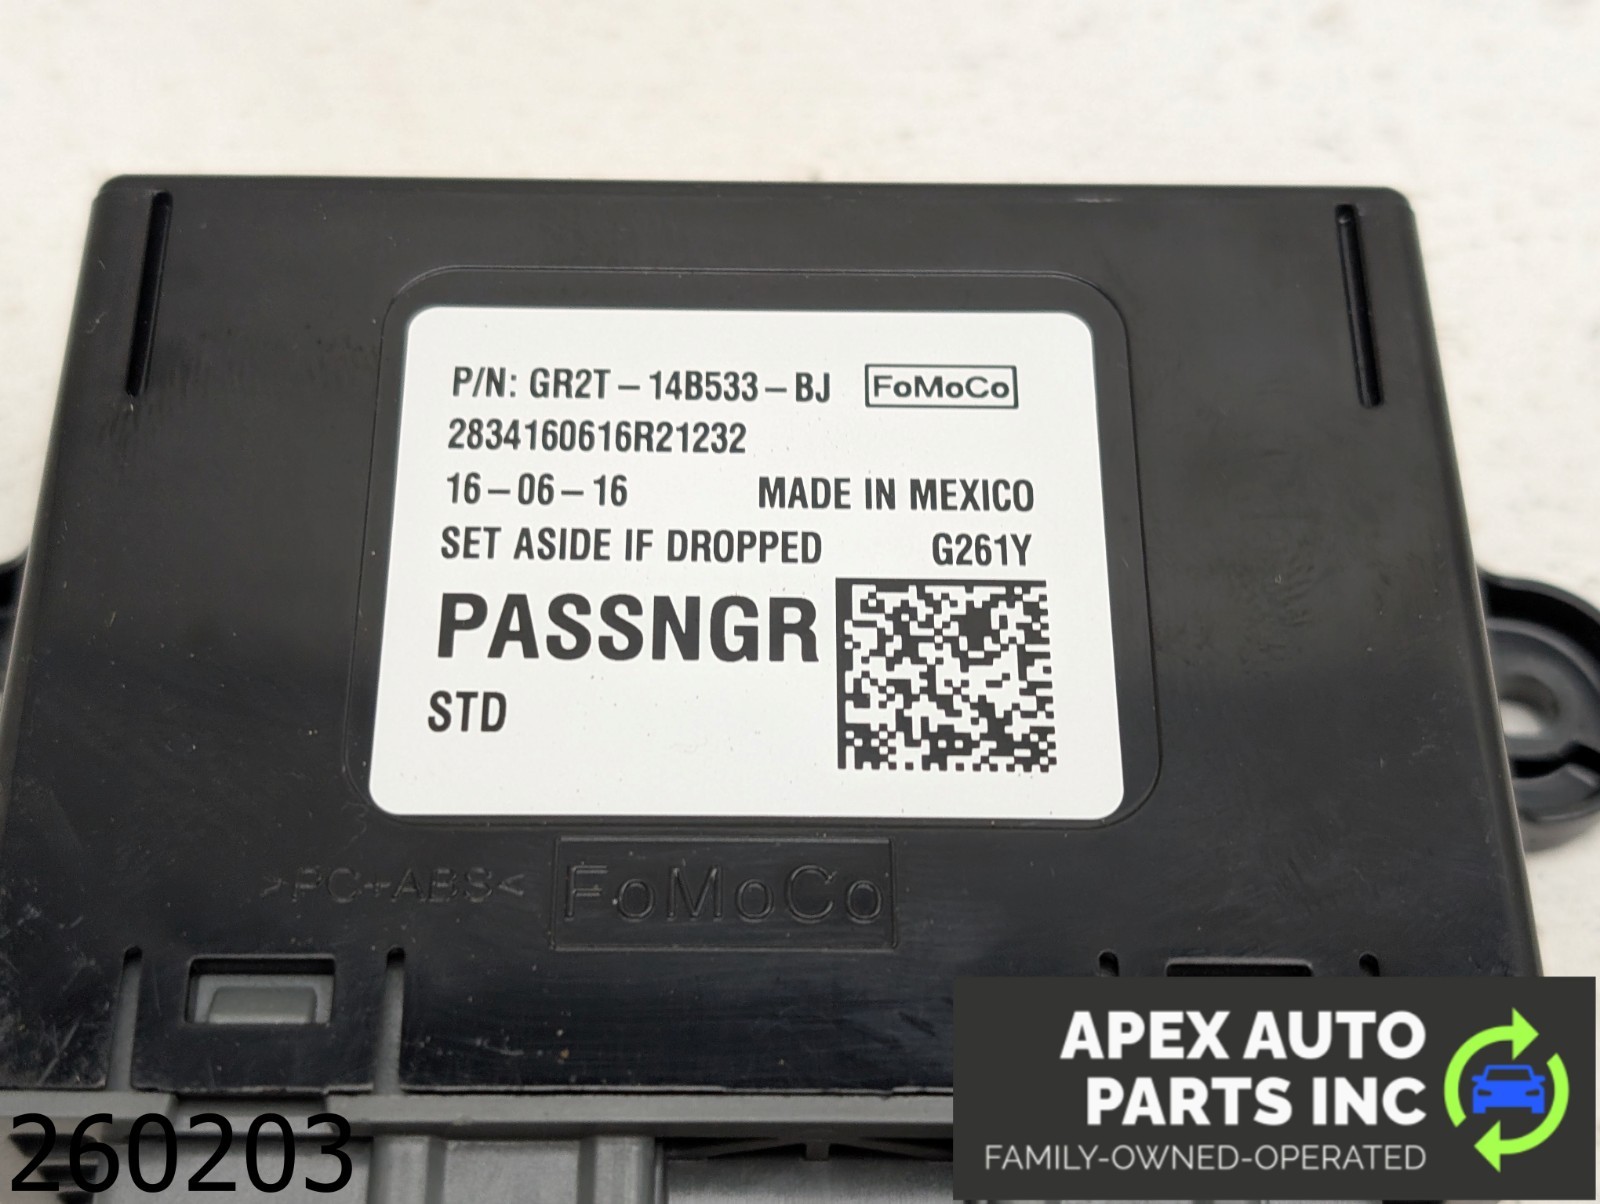 P/N: GR2T-14B533-BJ FoMoCo
2834160616R21232
16-06-16 MADE IN MEXICO
SET ASIDE IF DROPPED G261Y
PASSNGR
STD
>PC+ABS< FoMoCo
260203
APEX AUTO
PARTS INC
FAMILY-OWNED-OPERATED